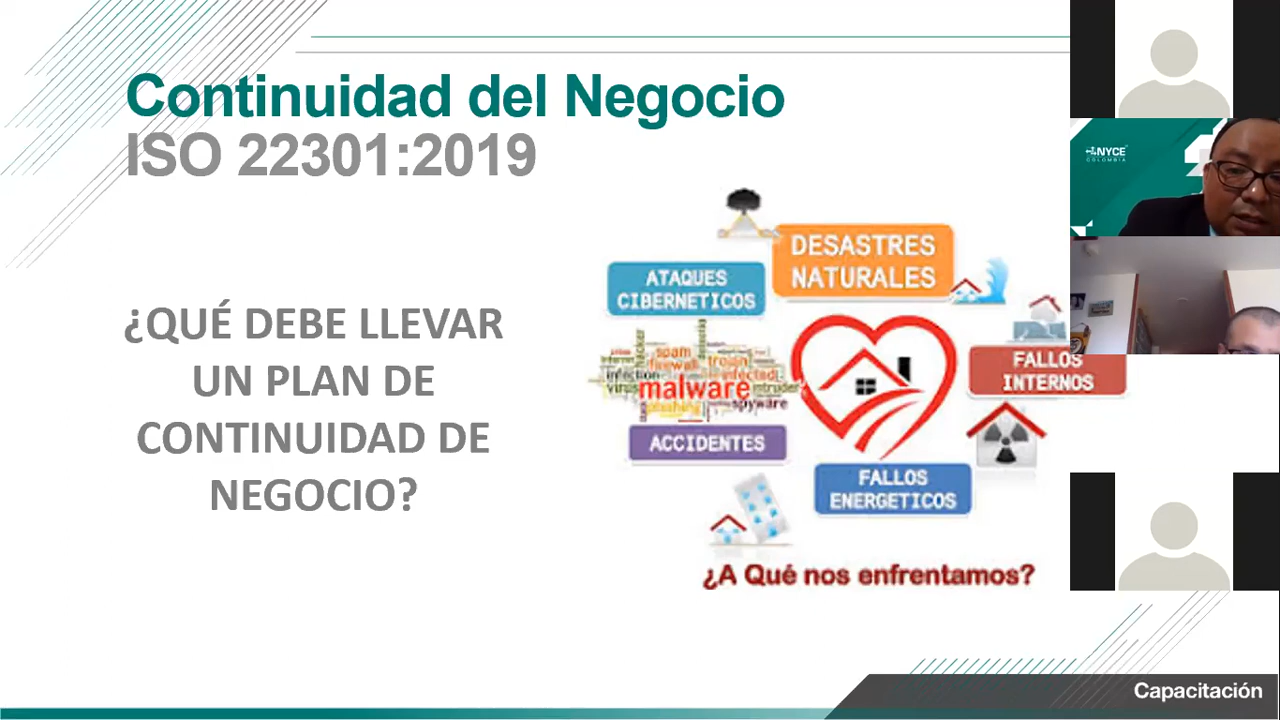 Continuidad del Negocio
ISO 22301:2019
¿QUÉ DEBE LLEVAR
UN PLAN DE
CONTINUIDAD DE
NEGOCIO?
DESASTRES
NATURALES
ATAQUES
CIBERNETICOS
FALLOS
INTERNOS
spam
firewall
trojan
infection
infected
virus
malware
intruder
phishing
spyware
ACCIDENTES
FALLOS
ENERGETICOS
¿A Qué nos enfrentamos?
NYCE
COLOMBIA
Capacitación